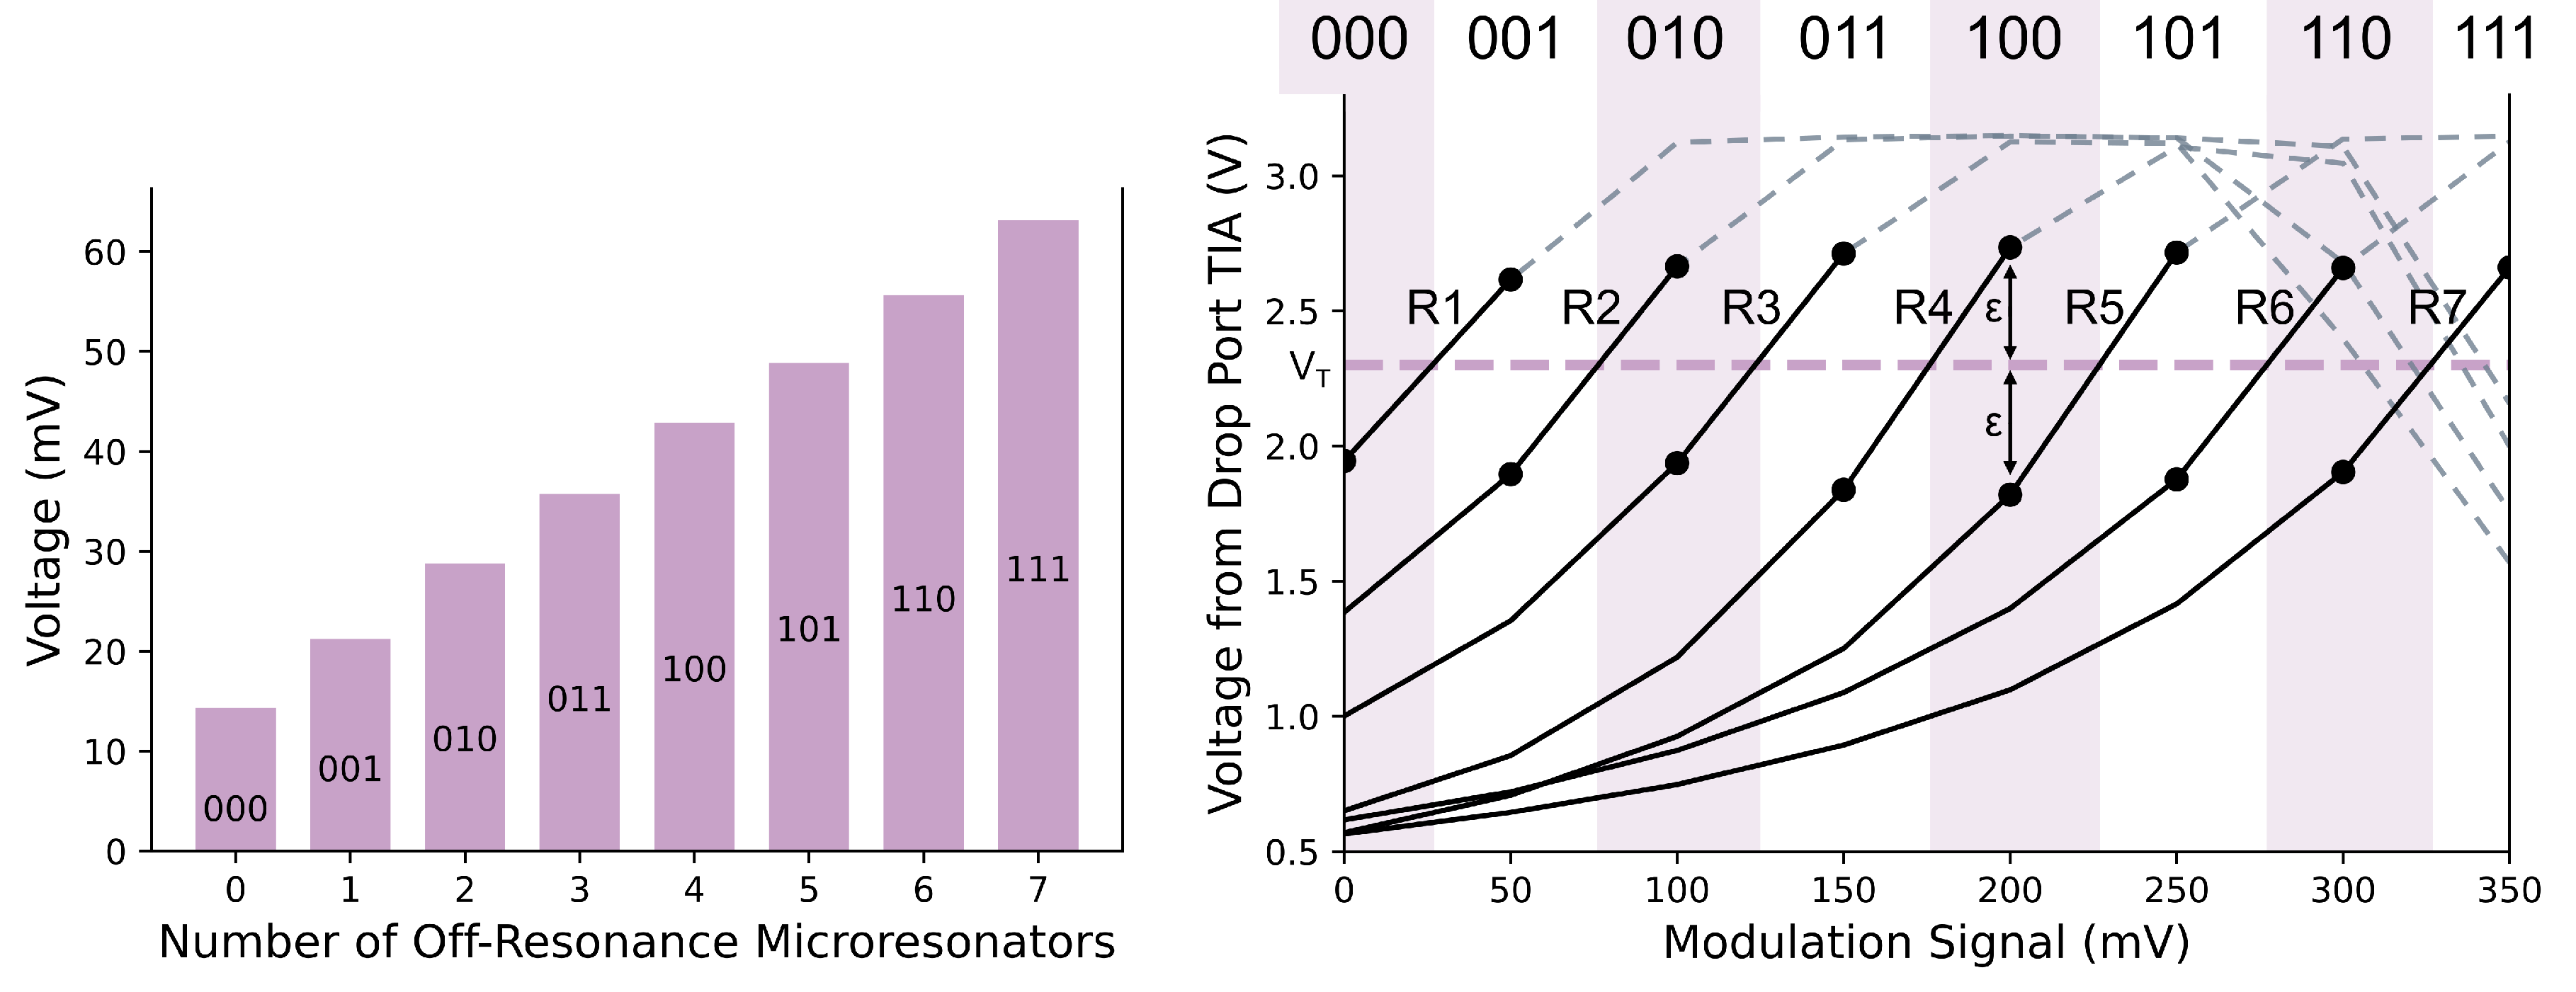 Voltage (mV)
60
50
40
30
20
10
0
000
001
010
011
100
101
110
111
0 1 2 3 4 5 6 7
Number of Off-Resonance Microresonators
000 001 010 011 100 101 110 111
Voltage from Drop Port TIA (V)
3.0
2.5
V_T
2.0
1.5
1.0
0.5
R1 R2 R3 R4 ε R5 R6 R7
ε
0 50 100 150 200 250 300 350
Modulation Signal (mV)